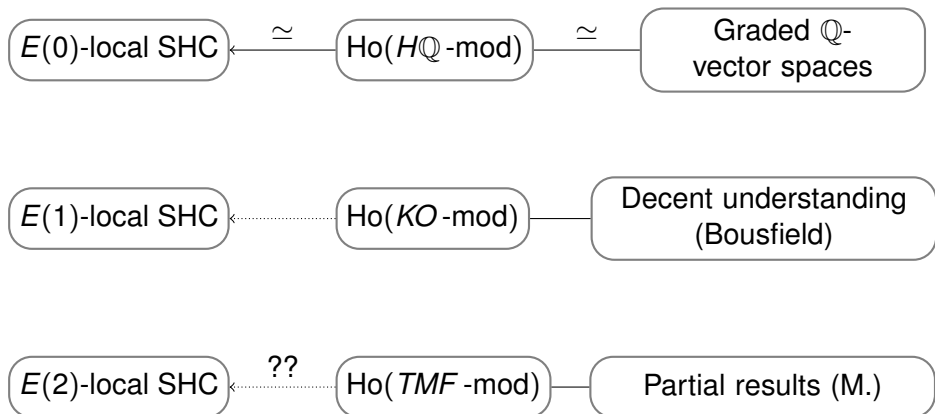 E(0)-local SHC ≃ Ho(Hℚ-mod) ≃ Graded ℚ-
vector spaces
E(1)-local SHC Ho(KO-mod) Decent understanding
(Bousfield)
??
E(2)-local SHC Ho(TMF-mod) Partial results (M.)